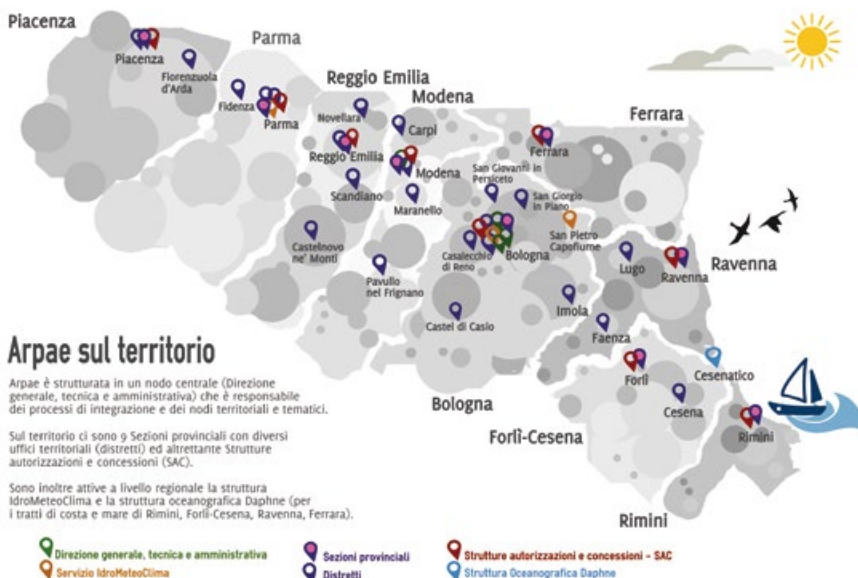 Piacenza
Parma
Reggio Emilia
Modena
Ferrara
Piacenza
Fiorenzuola
d'Arda
Fidenza
Parma
Novellara
Carpi
Reggio Emilia
Modena
Ferrara
San Giovanni in
Persiceto
Scandiano
Maranello
San Giorgio
in Piano
San Pietro
Capofiume
Castelnovo
ne' Monti
Casalecchio
di Reno
Bologna
Lugo
Ravenna
Ravenna
Pavullo
nel Frignano
Imola
Castel di Casio
Faenza
Arpae sul territorio
Arpae è strutturata in un nodo centrale (Direzione
generale, tecnica e amministrativa) che è responsabile
dei processi di integrazione e dei nodi territoriali e tematici.
Sul territorio ci sono 9 Sezioni provinciali con diversi
uffici territoriali (distretti) ed altrettante Strutture
autorizzazioni e concessioni (SAC).
Sono inoltre attive a livello regionale la struttura
IdroMeteoClima e la struttura oceanografica Daphne (per
i tratti di costa e mare di Rimini, Forlì-Cesena, Ravenna, Ferrara).
Forlì
Cesenatico
Bologna
Cesena
Forlì-Cesena
Rimini
Rimini
Direzione generale, tecnica e amministrativa
Sezioni provinciali
Strutture autorizzazioni e concessioni - SAC
Servizio IdroMeteoClima
Distretti
Struttura Oceanografica Daphne